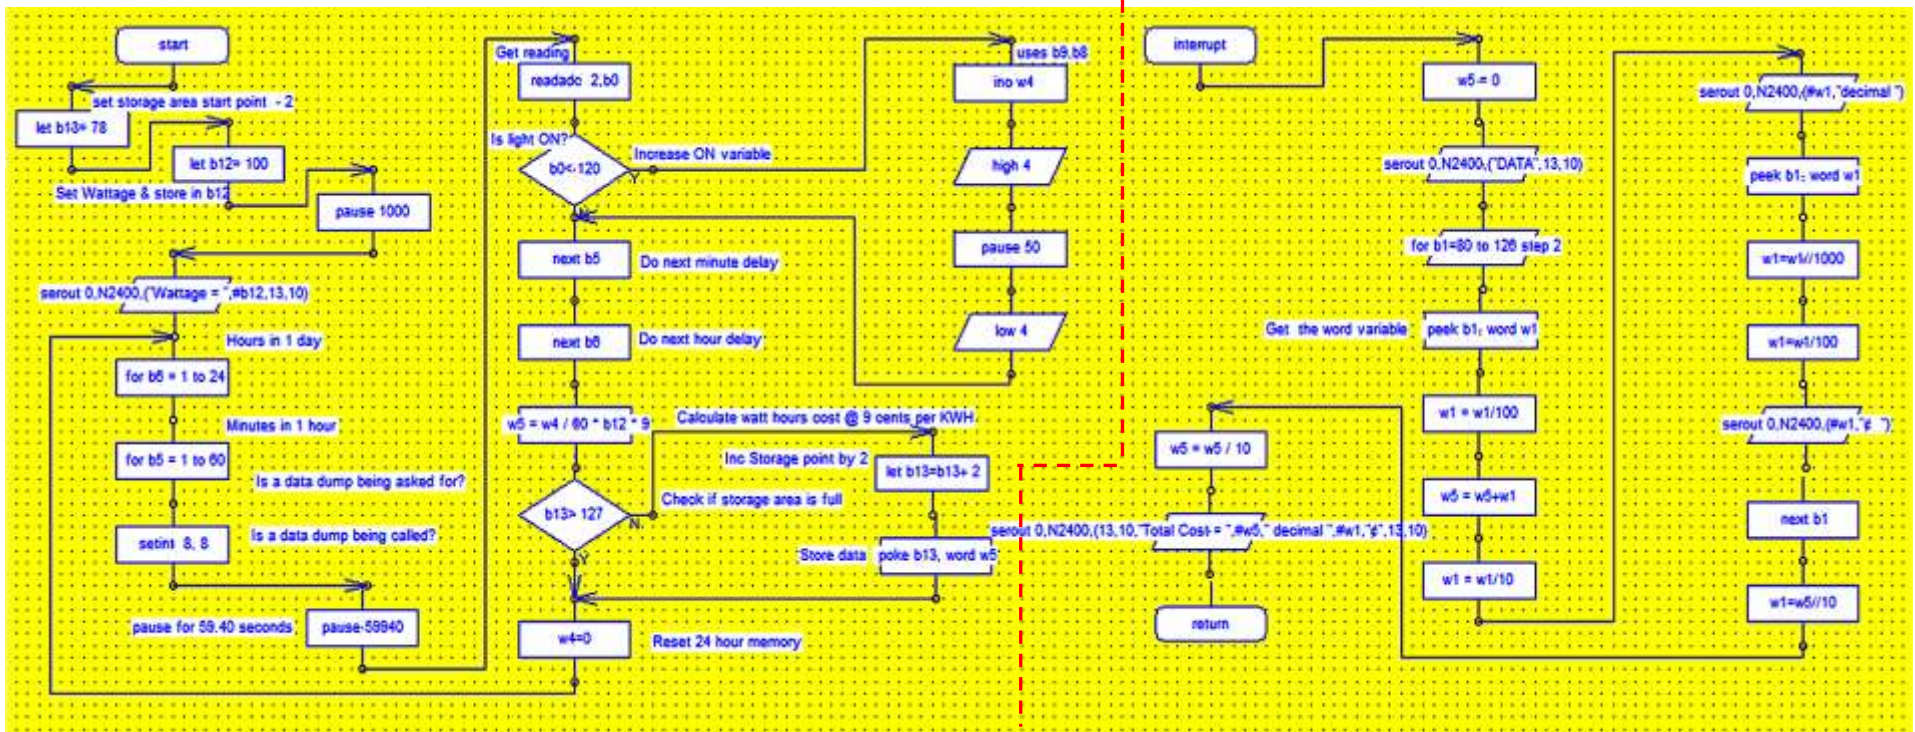 start
set storage area start point - 2
let b13= 78
let b12= 100
Set Wattage & store in b12
pause 1000
serout 0,N2400,("Wattage = ",#b12,13,10)
Hours in 1 day
for b6 = 1 to 24
Minutes in 1 hour
for b5 = 1 to 60
Is a data dump being asked for?
setint 8, 8
Is a data dump being called?
pause for 59.40 seconds
pause 59940
Get reading
readadc 2,b0
Is light ON?
b0< 120
Y
Increase ON variable
next b5
Do next minute delay
next b6
Do next hour delay
w5 = w4 / 60 * b12 * 9
Calculate watt hours cost @ 9 cents per KWH
b13> 127
N
Y
Check if storage area is full
Inc Storage point by 2
let b13=b13+ 2
Store data
poke b13, word w5
w4=0
Reset 24 hour memory
uses b9,b8
inc w4
high 4
pause 50
low 4
interrupt
w5 = 0
serout 0,N2400,("DATA",13,10)
for b1=80 to 126 step 2
Get the word variable
peek b1, word w1
w1 = w1/100
w5 = w5+w1
w1 = w1/10
serout 0,N2400,(#w1,"decimal ")
peek b1, word w1
w1=w1//1000
w1=w1/100
serout 0,N2400,(#w1,"¢ ")
next b1
w1=w5//10
w5 = w5 / 10
serout 0,N2400,(13,10,"Total Cost = ",#w5," decimal ",#w1,"¢",13,10)
return